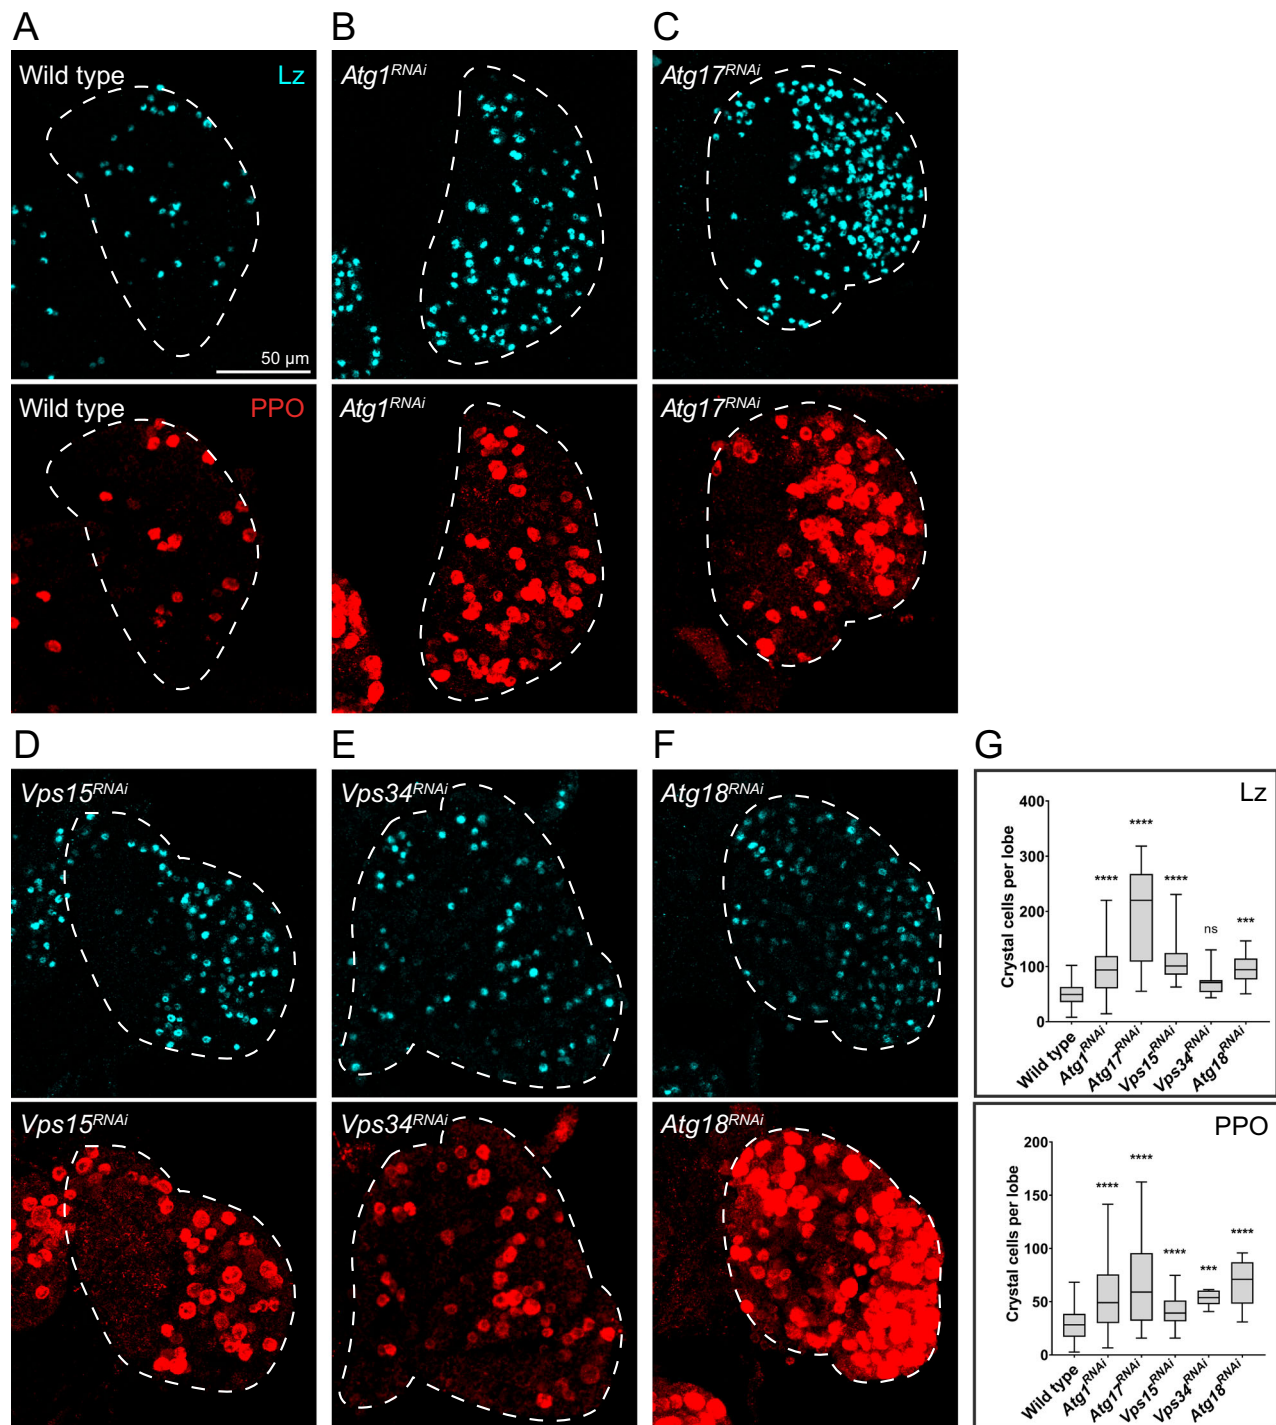 A
B
C
Wild type
Lz
Atg1RNAi
Atg17RNAi
50 µm
Wild type
PPO
Atg1RNAi
Atg17RNAi
D
E
F
G
Vps15RNAi
Vps34RNAi
Atg18RNAi
Lz
Crystal cells per lobe
400
300
200
100
0
****
****
****
ns
***
Wild type
Atg1RNAi
Atg17RNAi
Vps15RNAi
Vps34RNAi
Atg18RNAi
Vps15RNAi
Vps34RNAi
Atg18RNAi
PPO
Crystal cells per lobe
200
150
100
50
0
****
****
****
***
****
Wild type
Atg1RNAi
Atg17RNAi
Vps15RNAi
Vps34RNAi
Atg18RNAi